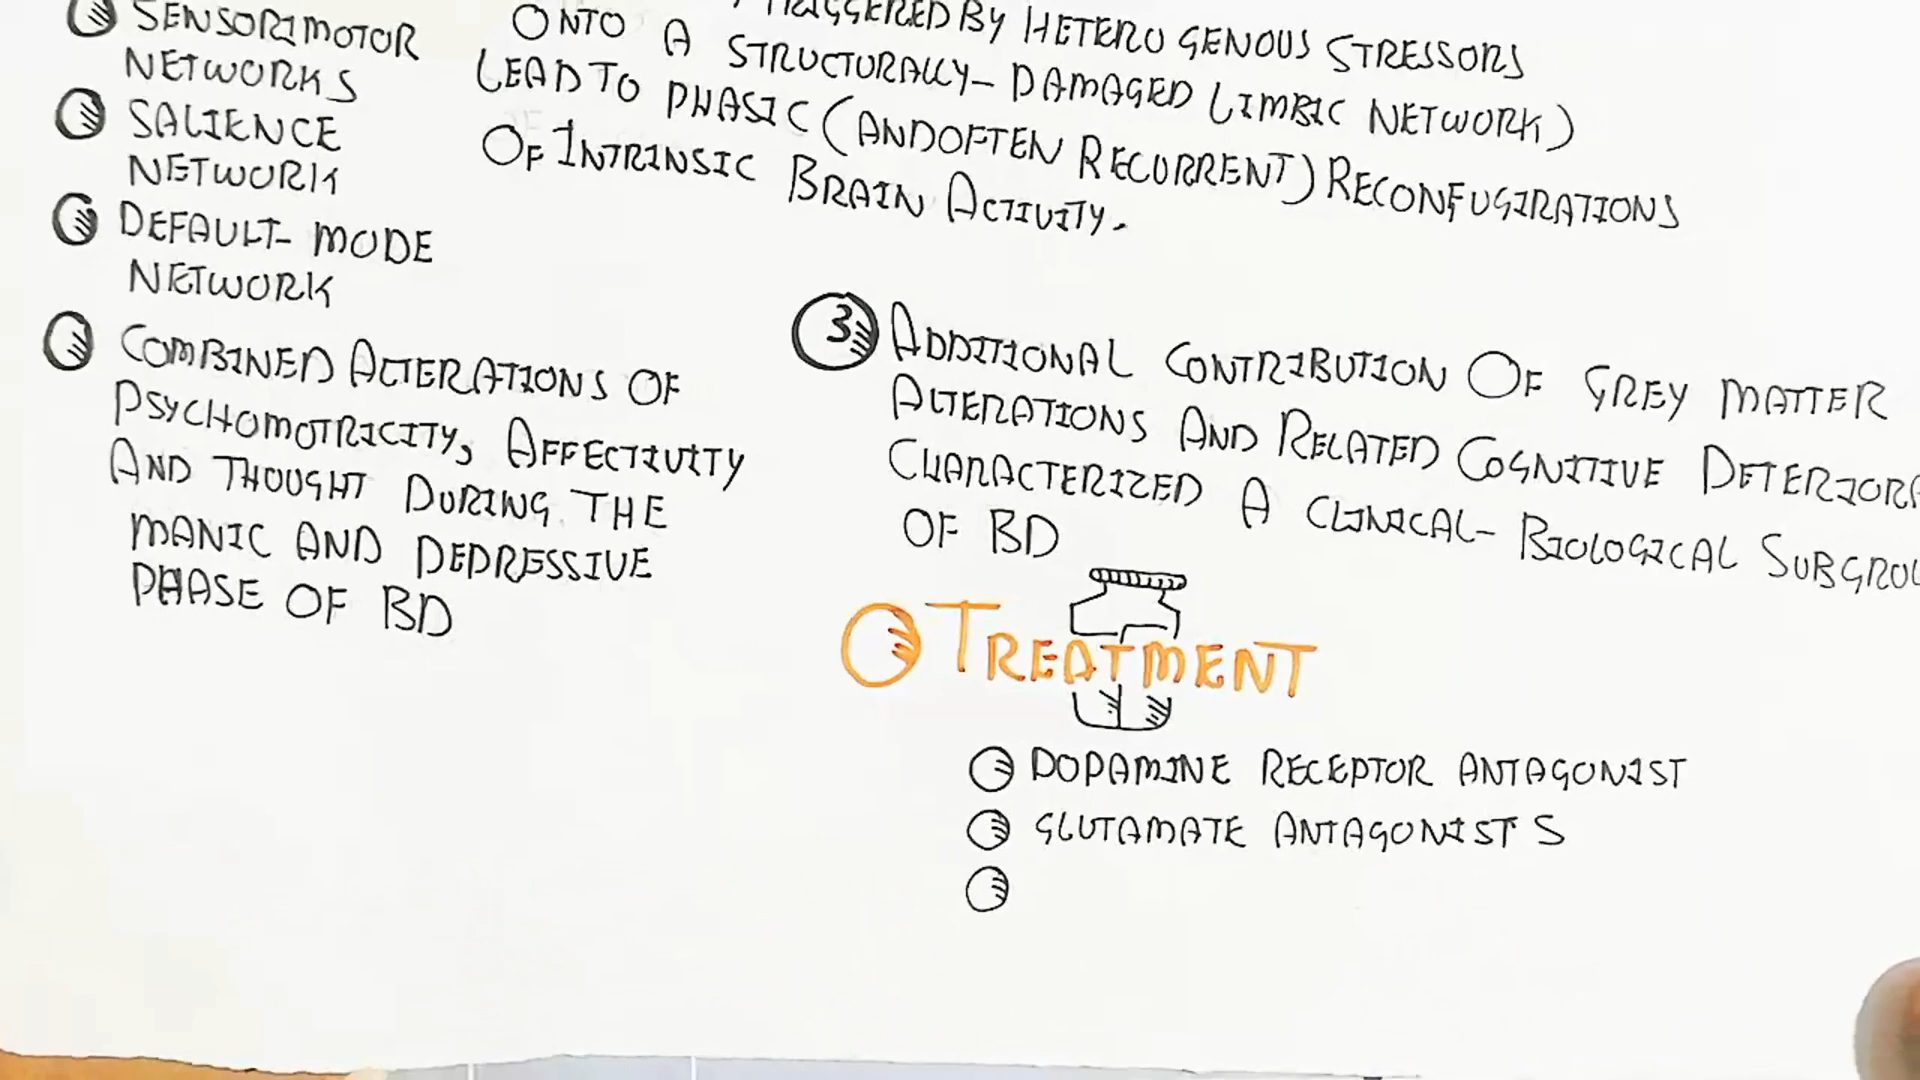 SENSORIMOTOR
NETWORKS
SALIENCE
NETWORK
DEFAULT- MODE
NETWORK
COMBINED ALTERATIONS OF
PSYCHOMOTRICITY, AFFECTIVITY
AND THOUGHT DURING THE
MANIC AND DEPRESSIVE
PHASE OF BD
TRIGGERED BY HETEROGENOUS STRESSORS
ONTO A STRUCTURALLY- DAMAGED LIMBIC NETWORK)
LEAD TO PHASIC (AND OFTEN RECURRENT) RECONFUGIRATIONS
OF INTRINSIC BRAIN ACTIVITY.
3 ADDITIONAL CONTRIBUTION OF GREY MATTER
ALTERATIONS AND RELATED COGNITIVE
CHARACTERIZED A CLINICAL- BIOLOGICAL
OF BD
TREATMENT
DOPAMINE RECEPTOR ANTAGONIST
GLUTAMATE ANTAGONISTS